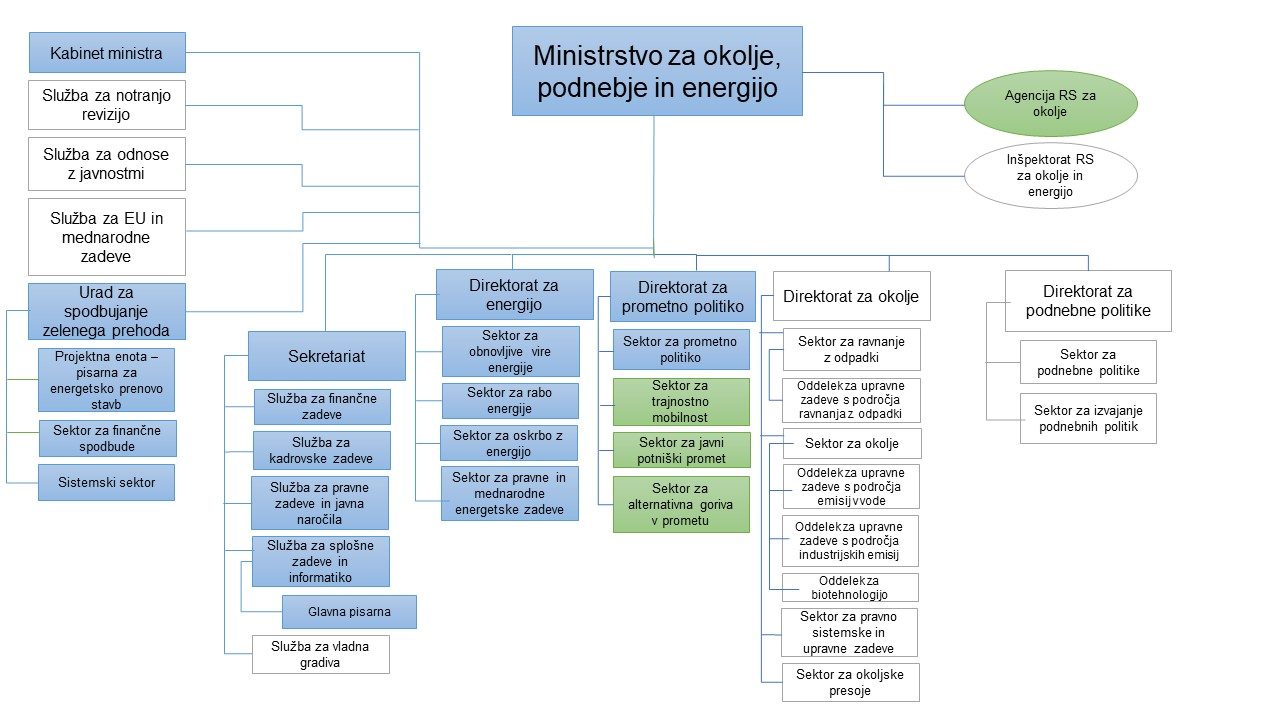 Ministrstvo za okolje,
podnebje in energijo
Kabinet ministra
Služba za notranjo
revizijo
Služba za odnose
z javnostmi
Služba za EU in
mednarodne
zadeve
Urad za
spodbujanje
zelenega prehoda
Projektna enota –
pisarna za
energetsko prenovo
stavb
Sektor za finančne
spodbude
Sistemski sektor
Agencija RS za
okolje
Inšpektorat RS
za okolje in
energijo
Sekretariat
Služba za finančne
zadeve
Služba za
kadrovske zadeve
Služba za pravne
zadeve in javna
naročila
Služba za splošne
zadeve in
informatiko
Glavna pisarna
Služba za vladna
gradiva
Direktorat za
energijo
Sektor za
obnovljive vire
energije
Sektor za rabo
energije
Sektor za oskrbo z
energijo
Sektor za pravne in
mednarodne
energetske zadeve
Direktorat za
prometno politiko
Sektor za prometno
politiko
Sektor za
trajnostno
mobilnost
Sektor za javni
potniški promet
Sektor za
alternativna goriva
v prometu
Direktorat za okolje
Sektor za ravnanje
z odpadki
Oddelek za upravne
zadeve s področja
ravnanja z odpadki
Sektor za okolje
Oddelek za upravne
zadeve s področja
emisij v vode
Oddelek za upravne
zadeve s področja
industrijskih emisij
Oddelek za
biotehnologijo
Sektor za pravno
sistemske in
upravne zadeve
Sektor za okoljske
presoje
Direktorat za
podnebne politike
Sektor za
podnebne politike
Sektor za izvajanje
podnebnih politik